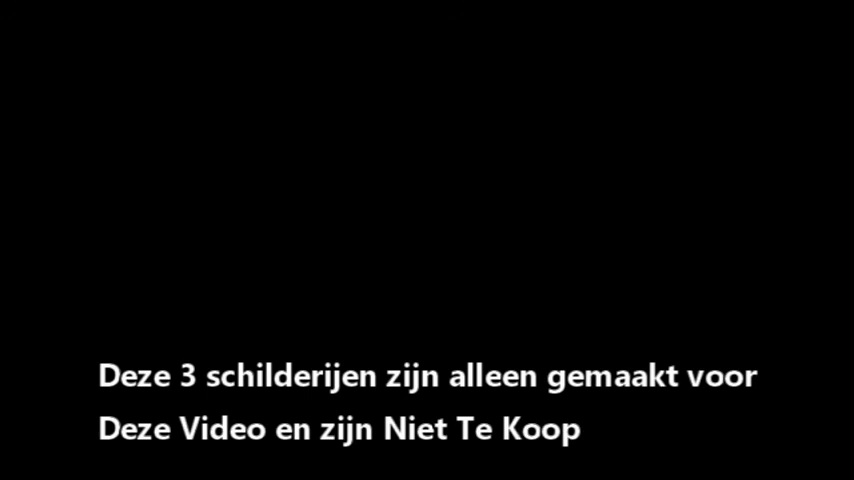 Deze 3 schilderijen zijn alleen gemaakt voor
Deze Video en zijn Niet Te Koop